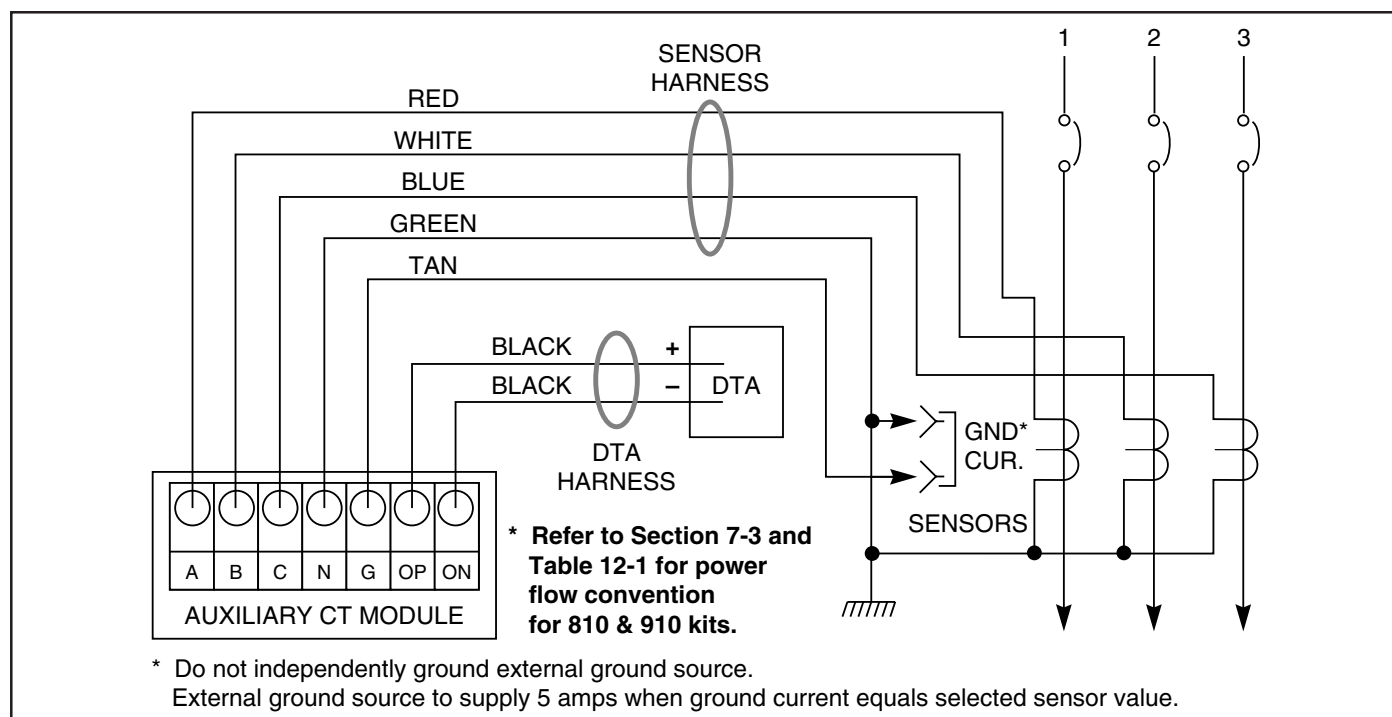 1 2 3
SENSOR
HARNESS
RED
WHITE
BLUE
GREEN
TAN
BLACK +
BLACK –
DTA
DTA
HARNESS
GND*
CUR.
SENSORS
A B C N G OP ON
AUXILIARY CT MODULE
* Refer to Section 7-3 and
Table 12-1 for power
flow convention
for 810 & 910 kits.
* Do not independently ground external ground source.
External ground source to supply 5 amps when ground current equals selected sensor value.